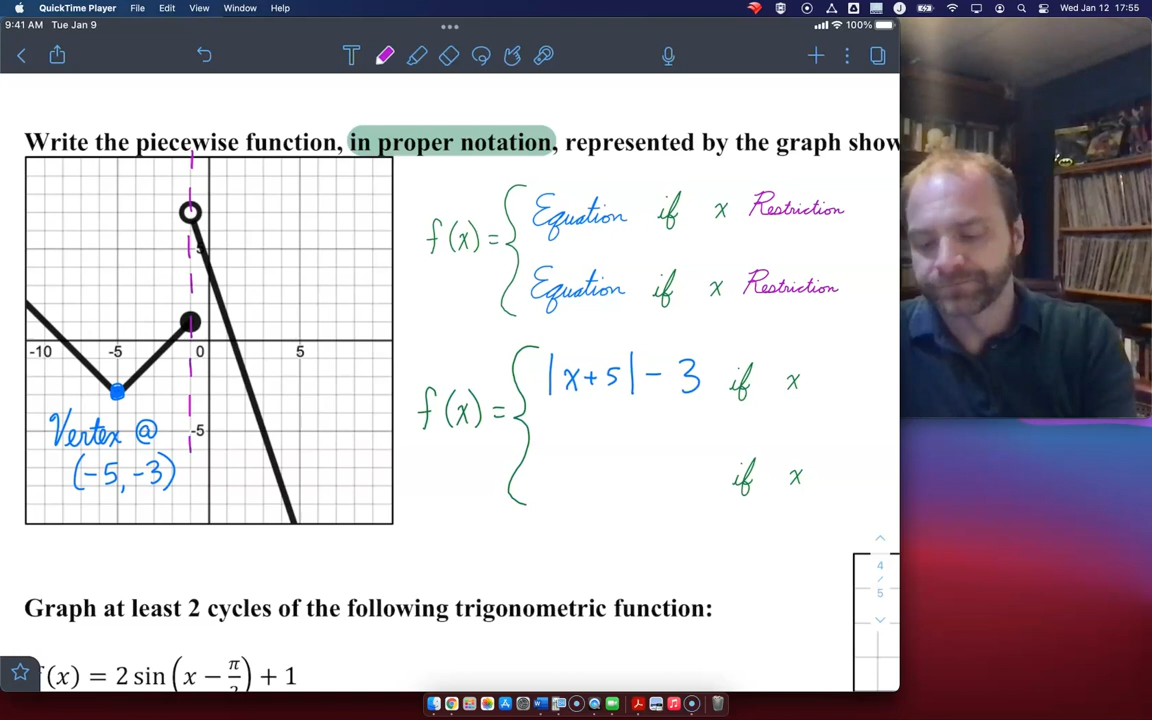 QuickTime Player File Edit View Window Help Wed Jan 12 17:55
9:41 AM Tue Jan 9 100%
Write the piecewise function, in proper notation, represented by the graph show
f(x) = { Equation if x Restriction
Equation if x Restriction
-10 -5 0 5
-5
Vertex @
(-5, -3)
f(x) = { |x+5| - 3 if x
if x
4
/
5
Graph at least 2 cycles of the following trigonometric function:
(x) = 2 sin(x − π/) + 1